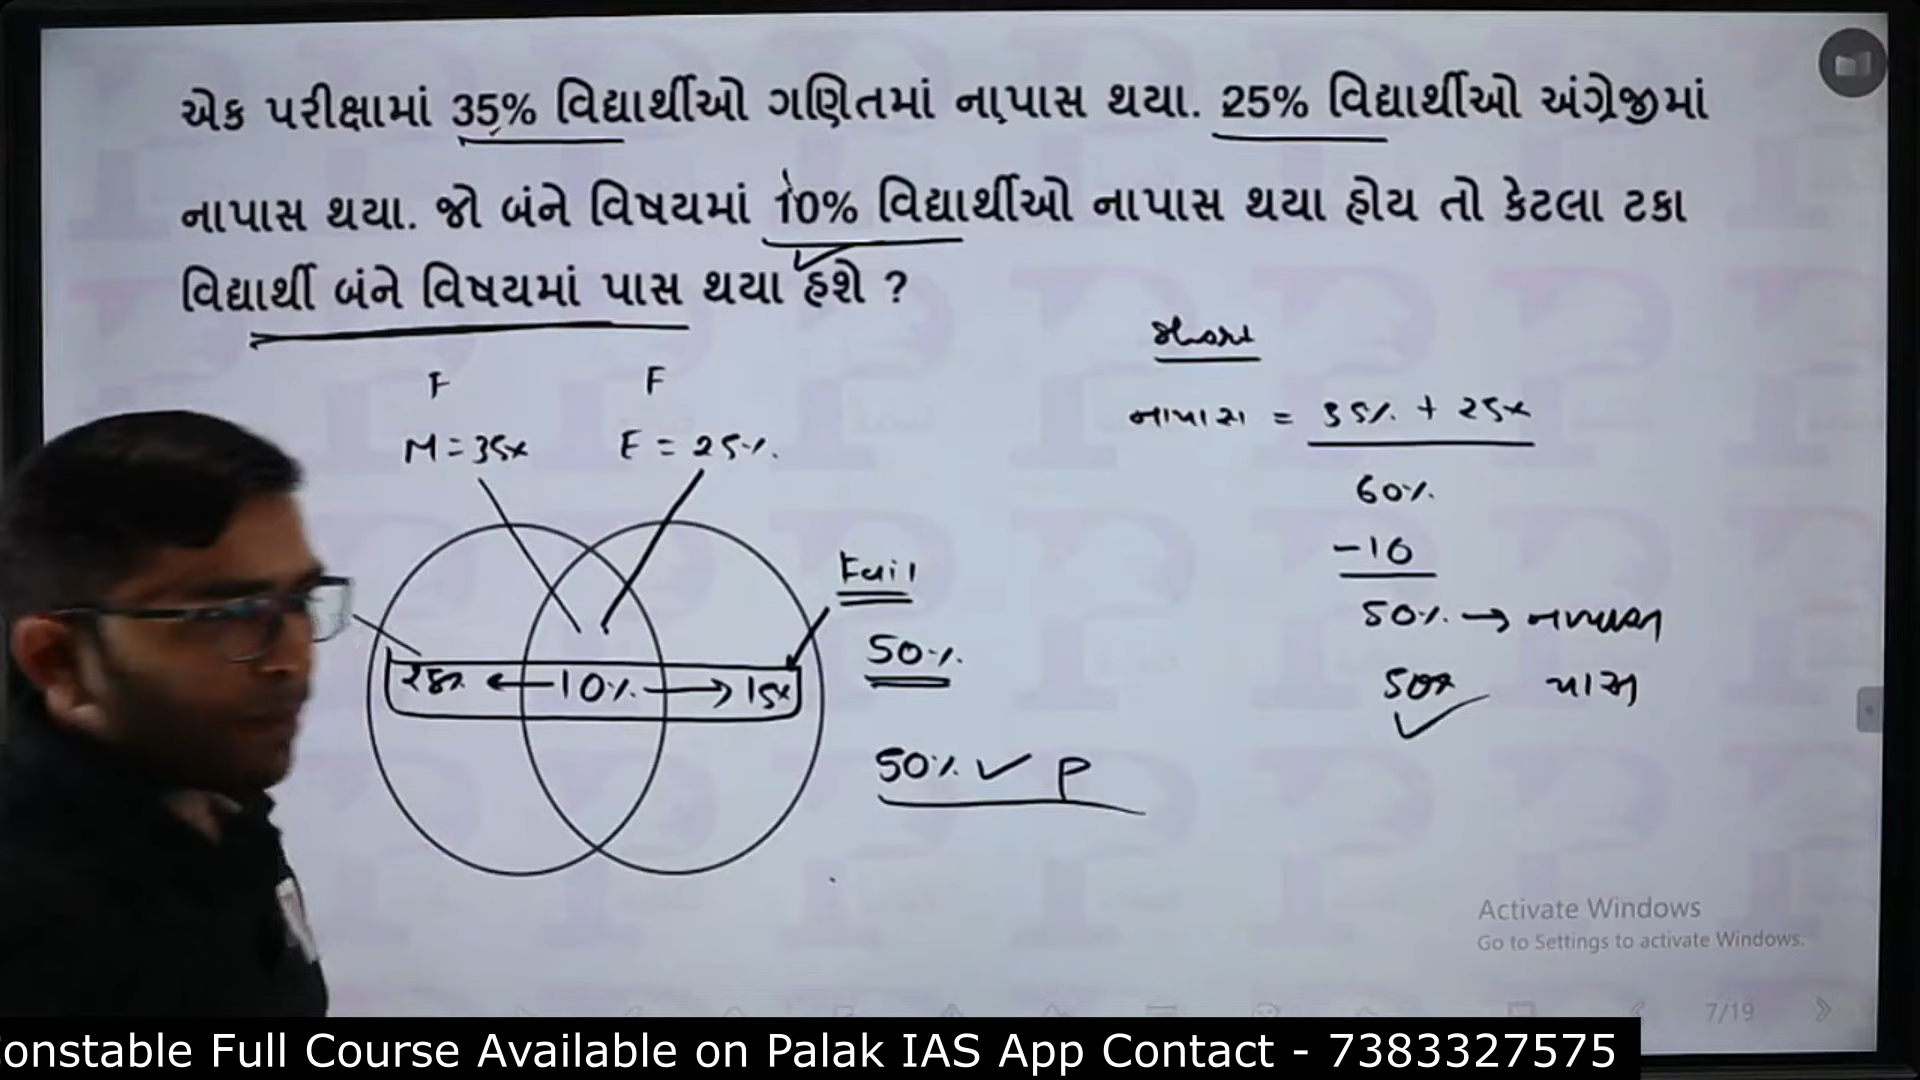 એક પરીક્ષામાં 35% વિદ્યાર્થીઓ ગણિતમાં નાપાસ થયા. 25% વિદ્યાર્થીઓ અંગ્રેજીમાં
નાપાસ થયા. જો બંને વિષયમાં 10% વિદ્યાર્થીઓ નાપાસ થયા હોય તો કેટલા ટકા
વિદ્યાર્થી બંને વિષયમાં પાસ થયા હશે ?
F F
M = 35% E = 25%.
25% 10% 15%
Fail
50%
50% P
Short
નાપાસ = 35% + 25%
60%
-10
50% → નાપાસ
50% પાસ
Activate Windows
Go to Settings to activate Windows.
7/19
onstable Full Course Available on Palak IAS App Contact - 7383327575